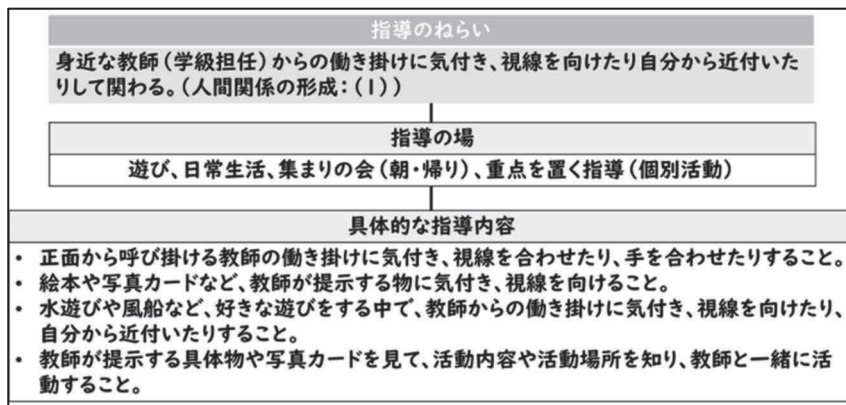 指導のねらい
身近な教師(学級担任)からの働き掛けに気付き、視線を向けたり自分から近付いた
りして関わる。(人間関係の形成:(1))
指導の場
遊び、日常生活、集まりの会(朝・帰り)、重点を置く指導(個別活動)
具体的な指導内容
・ 正面から呼び掛ける教師の働き掛けに気付き、視線を合わせたり、手を合わせたりすること。
・ 絵本や写真カードなど、教師が提示する物に気付き、視線を向けること。
・ 水遊びや風船など、好きな遊びをする中で、教師からの働き掛けに気付き、視線を向けたり、
自分から近付いたりすること。
・ 教師が提示する具体物や写真カードを見て、活動内容や活動場所を知り、教師と一緒に活
動すること。